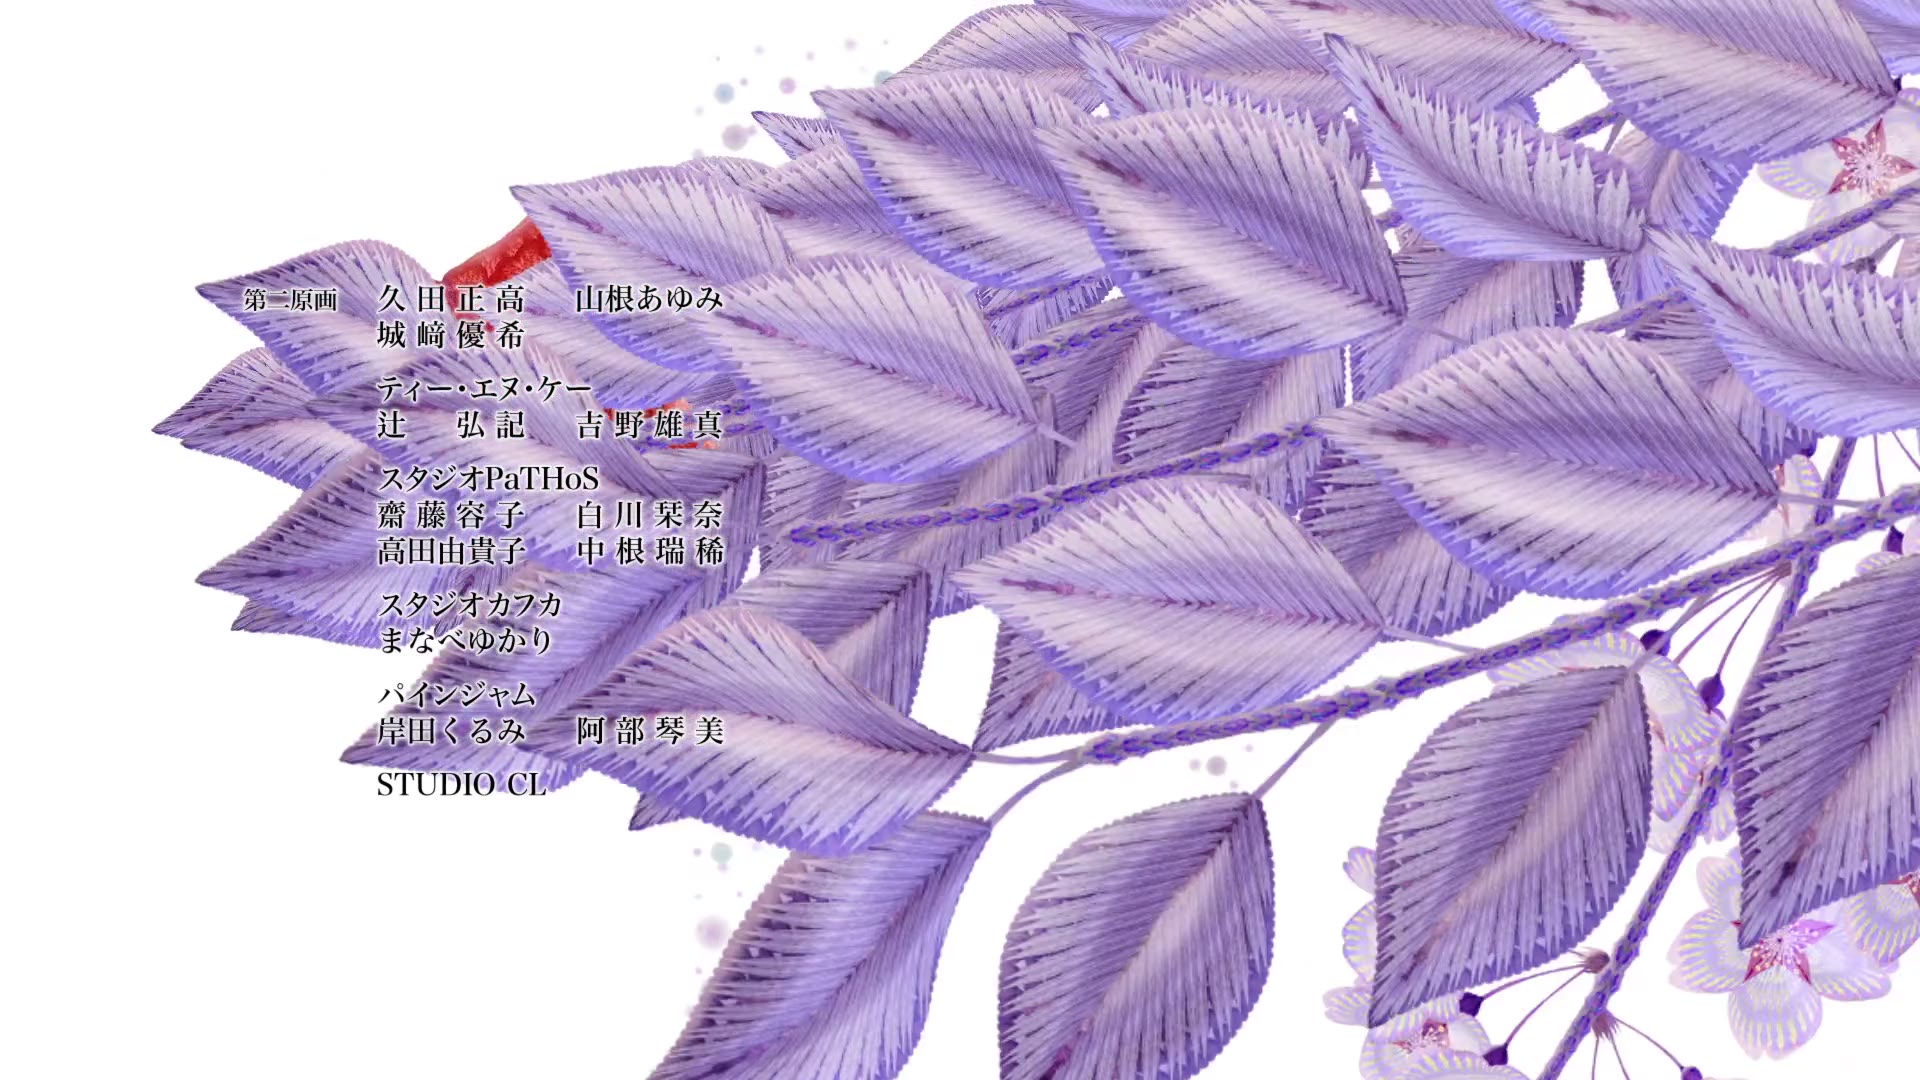 第二原画 久田正高 山根あゆみ
城﨑優希
ティー・エヌ・ケー
辻 弘記 吉野雄真
スタジオPaTHoS
齋藤容子 白川栞奈
高田由貴子 中根瑞稀
スタジオカフカ
まなべゆかり
パインジャム
岸田くるみ 阿部琴美
STUDIO CL